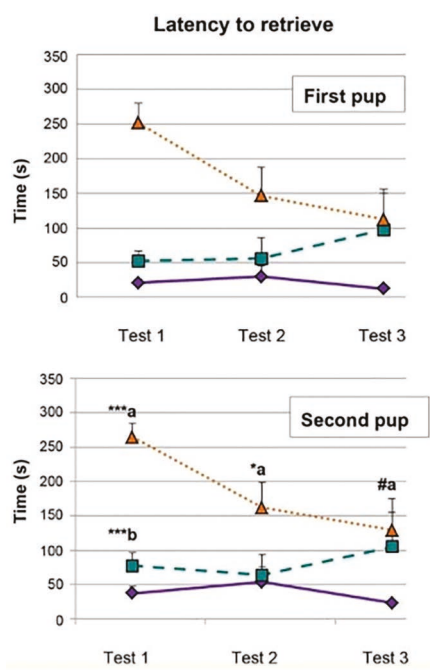 Latency to retrieve
First pup
Time (s)
350
300
250
200
150
100
50
0
Test 1 Test 2 Test 3
Second pup
Time (s)
350
300
250
200
150
100
50
0
***a
*a
#a
***b
Test 1 Test 2 Test 3